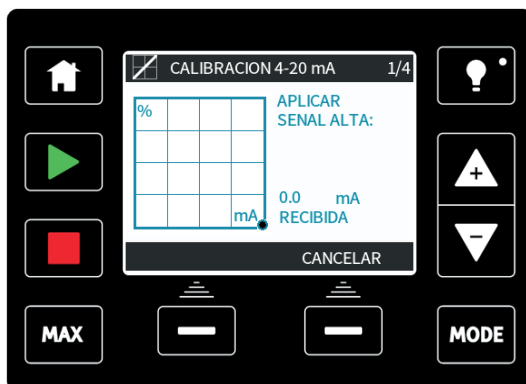 CALIBRACION 4-20 mA 1/4
%
APLICAR
SENAL ALTA:
0.0 mA
mA RECIBIDA
CANCELAR
MAX
MODE